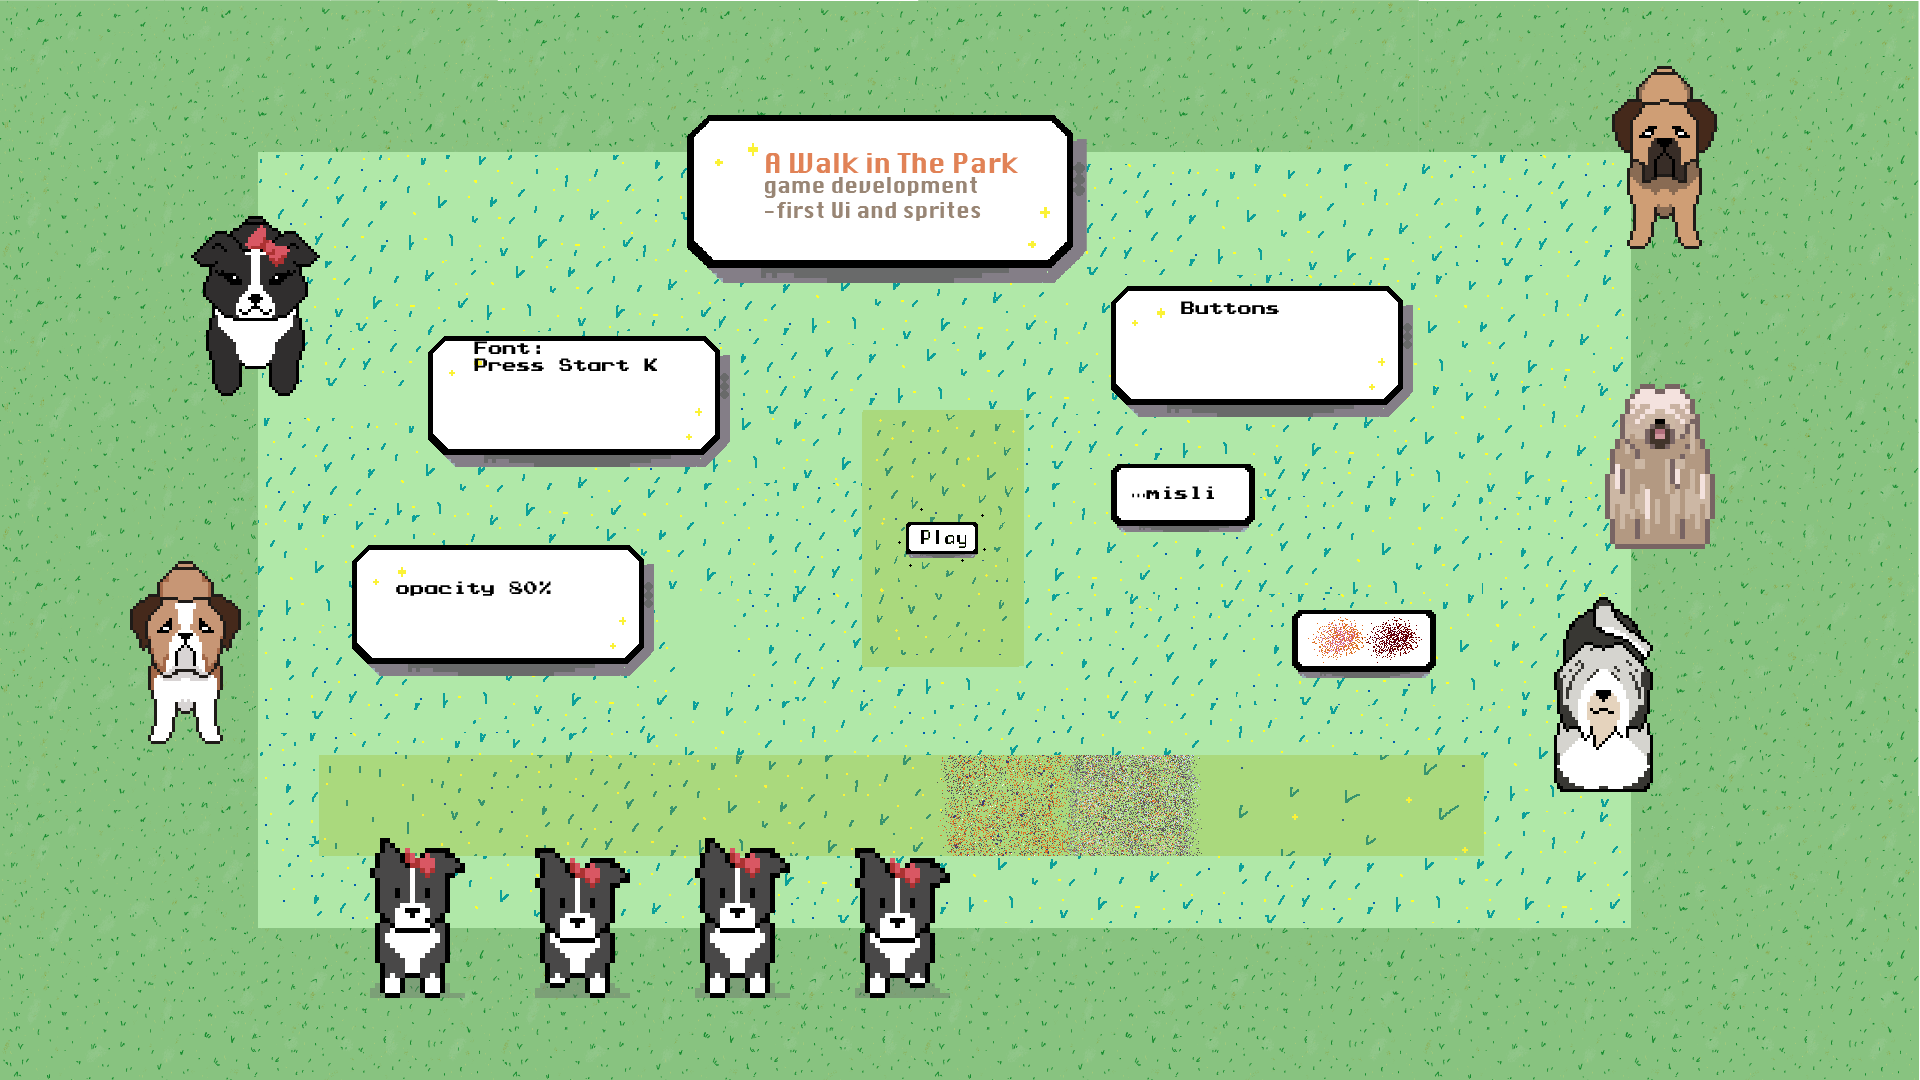 A Walk in The Park
game development
-first Ui and sprites
Buttons
Font:
Press Start K
...misli
Play
opacity 80%